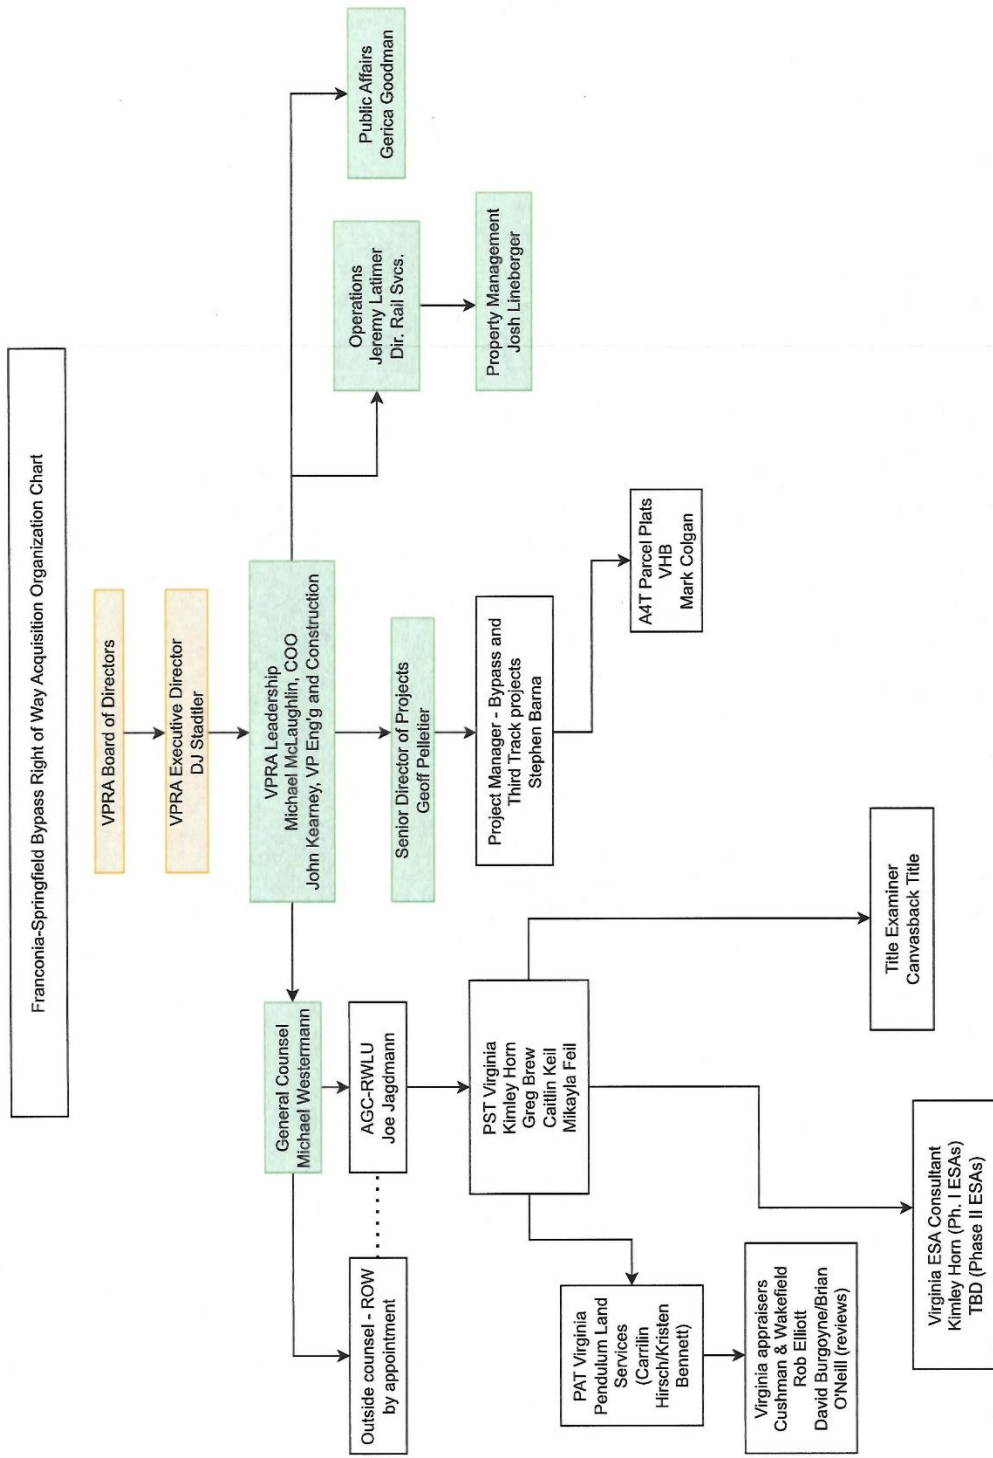 Franconia-Springfield Bypass Right of Way Acquisition Organization Chart
VPRA Board of Directors
VPRA Executive Director
DJ Stadtler
VPRA Leadership
Michael McLaughlin, COO
John Kearney, VP Eng'g and Construction
General Counsel
Michael Westermann
Senior Director of Projects
Geoff Pelletier
Operations
Jeremy Latimer
Dir. Rail Svcs.
Public Affairs
Gerica Goodman
Outside counsel - ROW
by appointment
AGC-RWLU
Joe Jagdmann
Project Manager - Bypass and
Third Track projects
Stephen Barna
Property Management
Josh Lineberger
PST Virginia
Kimley Horn
Greg Brew
Caitlin Keil
Mikayla Feil
A4T Parcel Plats
VHB
Mark Colgan
PAT Virginia
Pendulum Land
Services
(Carrilin
Hirsch/Kristen
Bennett)
Virginia appraisers
Cushman & Wakefield
Rob Elliott
David Burgoyne/Brian
O'Neill (reviews)
Title Examiner
Canvasback Title
Virginia ESA Consultant
Kimley Horn (Ph. I ESAs)
TBD (Phase II ESAs)